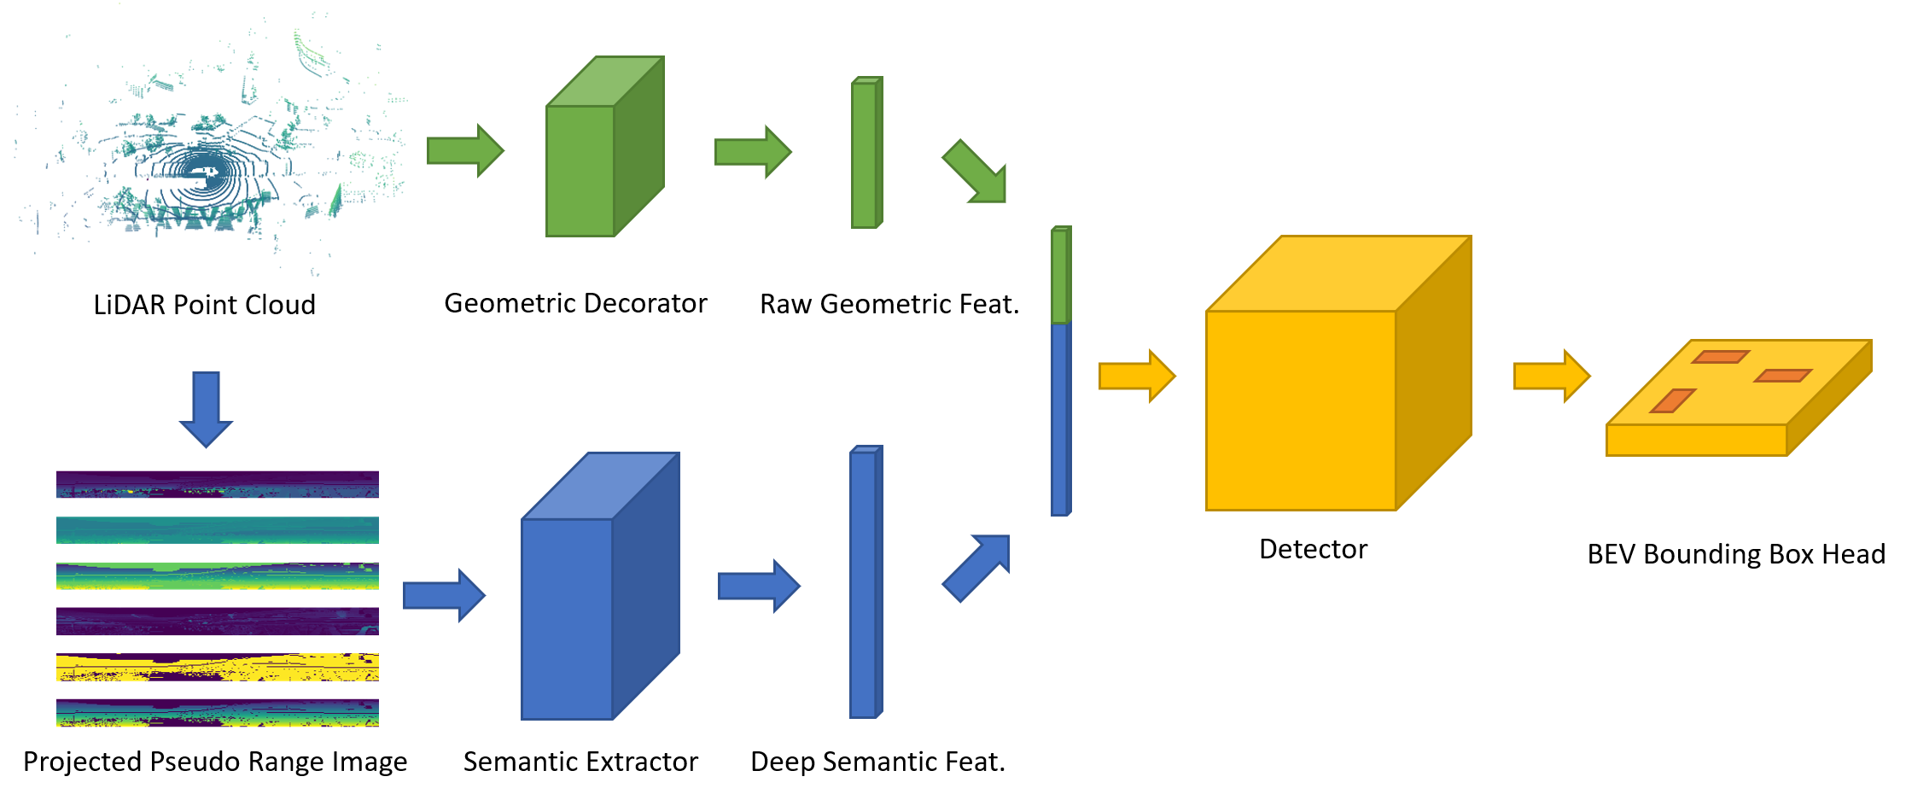 LiDAR Point Cloud
Geometric Decorator
Raw Geometric Feat.
Detector
BEV Bounding Box Head
Projected Pseudo Range Image
Semantic Extractor
Deep Semantic Feat.